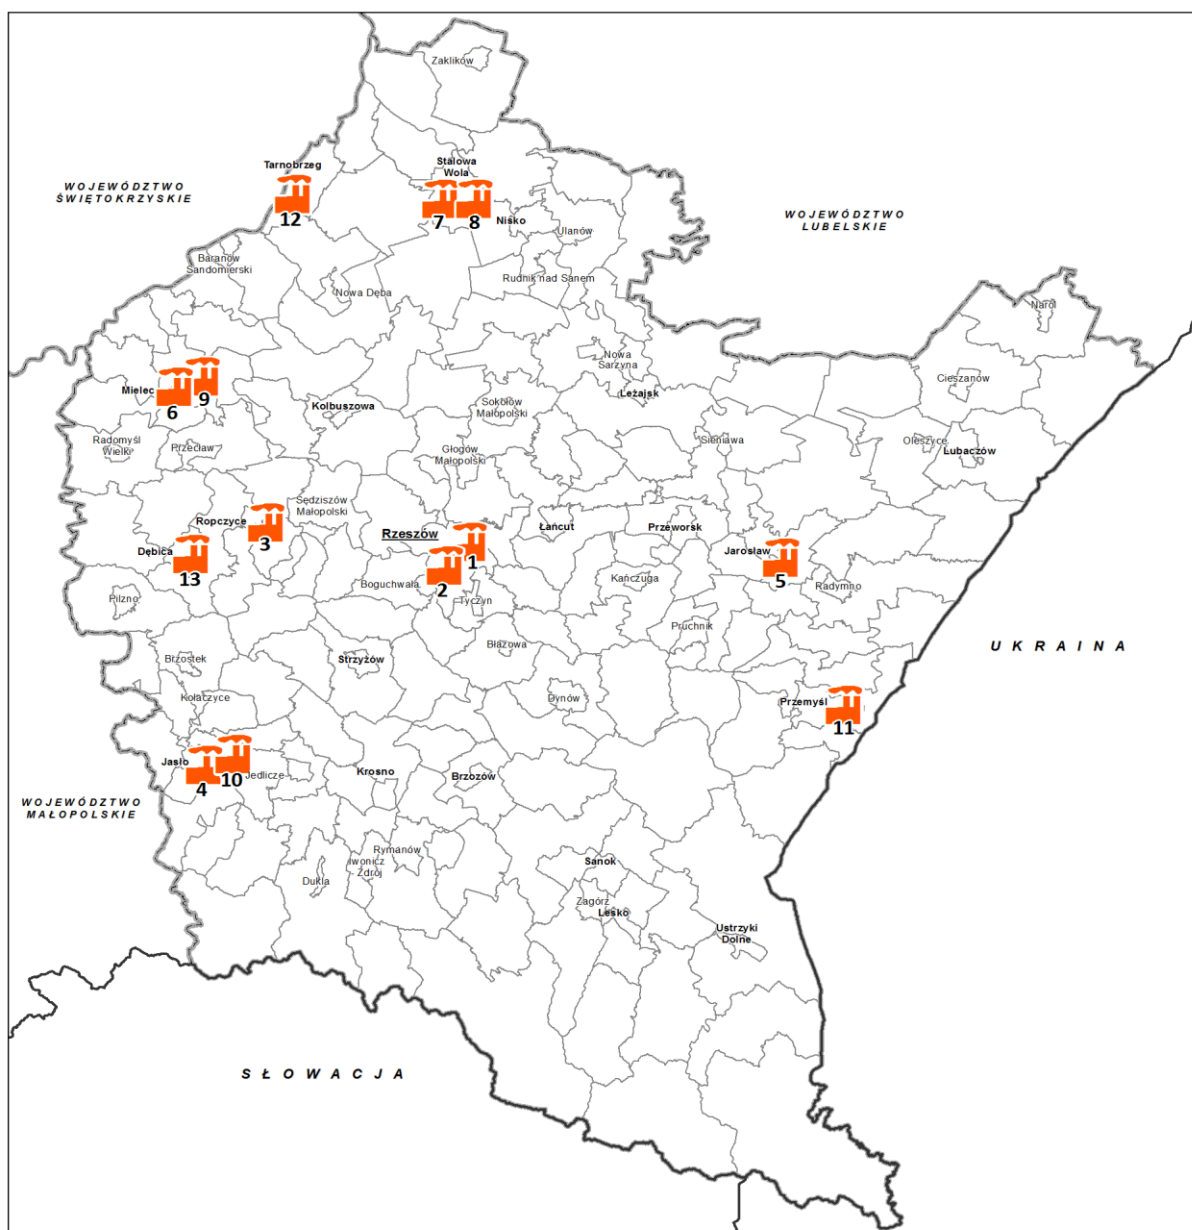 Zaklików
Tarnobrzeg
Stalowa
Wola
WOJEWÓDZTWO
ŚWIĘTOKRZYSKIE
12
7
8
Nisko
WOJEWÓDZTWO
LUBELSKIE
Ulanów
Baranów
Sandomierski
Rudnik nad Sanem
Nowa Dęba
Narol
Nowa
Sarzyna
Mielec
6
9
Cieszanów
Leżajsk
Kolbuszowa
Sokołów
Małopolski
Radomyśl
Wielki
Przecław
Głogów
Małopolski
Sieniawa
Oleszyce
Lubaczów
Sędziszów
Małopolski
Ropczyce
3
Rzeszów
Łańcut
Przeworsk
Dębica
13
1
2
Jarosław
5
Boguchwała
Kańczuga
Radymno
Pilzno
Tyczyn
Pruchnik
Błażowa
UKRAINA
Brzostek
Strzyżów
Kołaczyce
Dynów
Przemyśl
11
Jasło
4
10
Jedlicze
Krosno
Brzozów
WOJEWÓDZTWO
MAŁOPOLSKIE
Rymanów
Iwonicz
Zdrój
Dukla
Sanok
Zagórz
Lesko
Ustrzyki
Dolne
SŁOWACJA